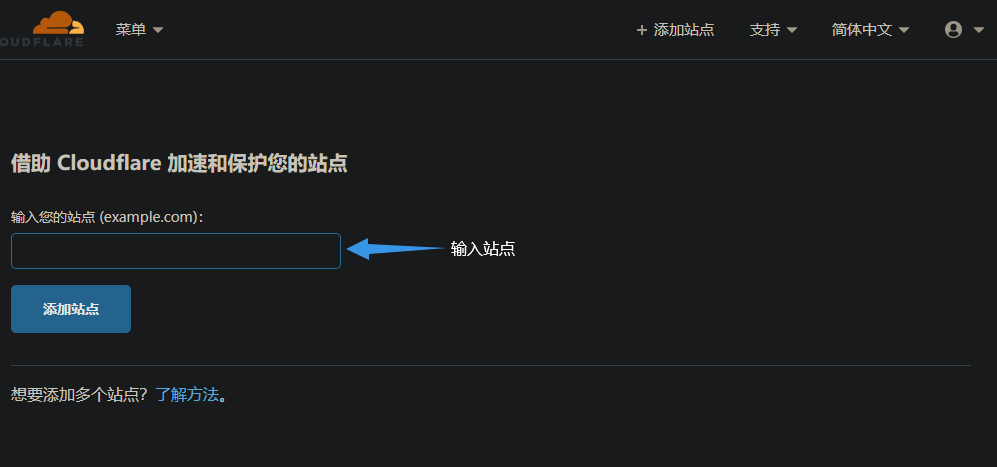 菜单
+ 添加站点
支持
简体中文
OUDFLARE
借助 Cloudflare 加速和保护您的站点
输入您的站点 (example.com)：
输入站点
添加站点
想要添加多个站点？了解方法。